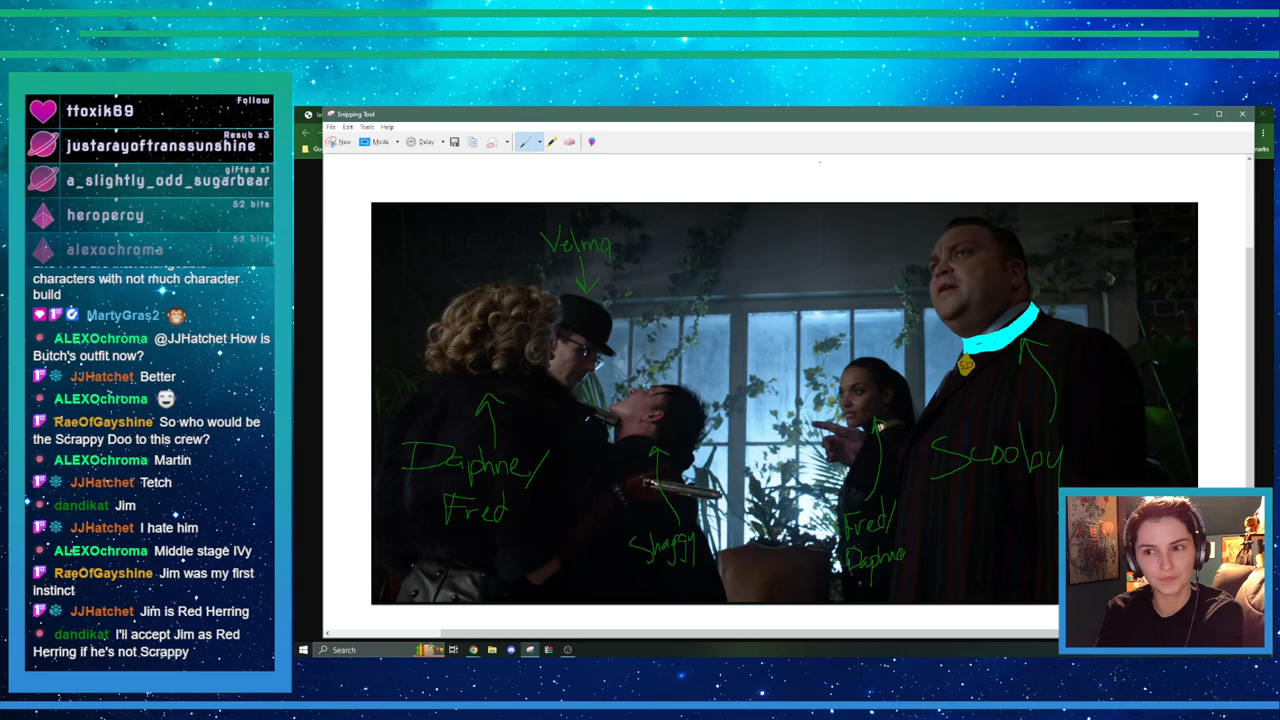 Follow
ttoxik69
Resub x3
justarayoftranssunshine
gifted x1
a_slightly_odd_sugarbear
52 bits
heropercy
52 bits
alexochroma
characters with not much character
build
MartyGras2
ALEXOchroma @JJHatchet How is
Butch's outfit now?
JJHatchet Better
ALEXOchroma
RaeOfGayshine So who would be
the Scrappy Doo to this crew?
ALEXOchroma Martin
JJHatchet Tetch
dandikat Jim
JJHatchet I hate him
ALEXOchroma Middle stage IVy
RaeOfGayshine Jim was my first
instinct
JJHatchet Jim is Red Herring
dandikat I'll accept Jim as Red
Herring if he's not Scrappy
Snipping Tool
File Edit Tools Help
New Mode Delay
Velma
Daphne/
Fred
Shaggy
Fred/
Daphne
SD
Scooby
Search